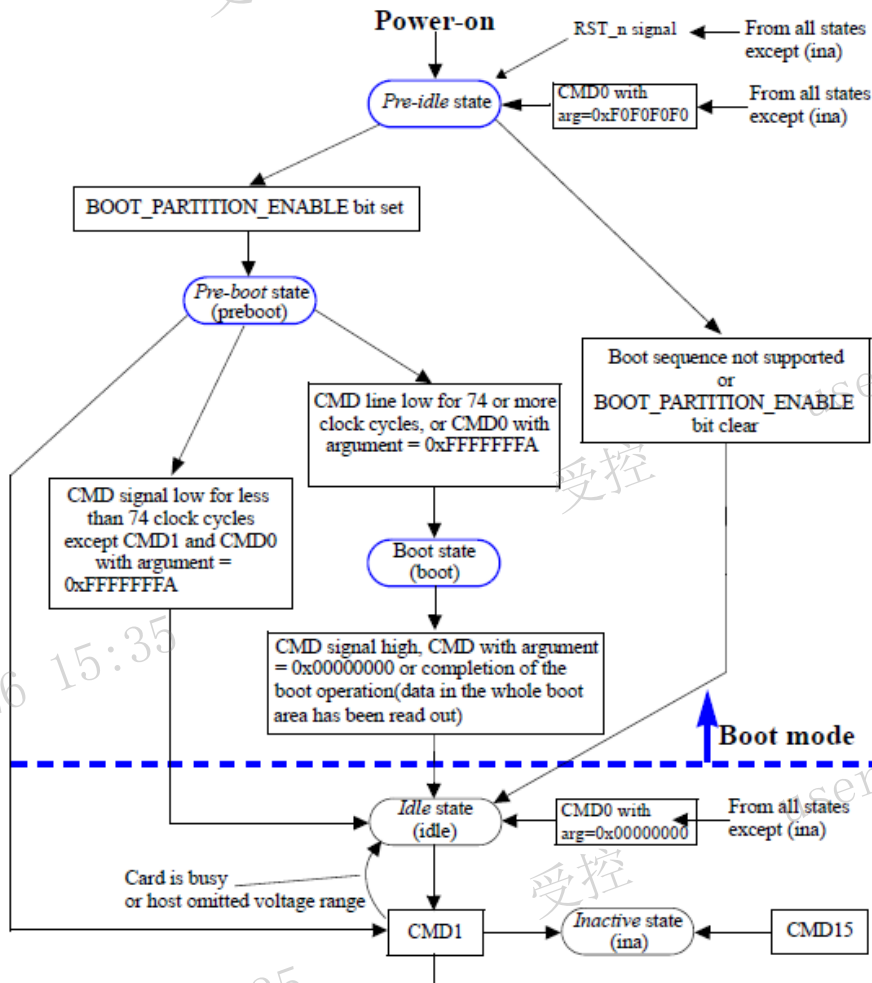 Power-on
RST_n signal
From all states
except (ina)
Pre-idle state
CMD0 with
arg=0xF0F0F0F0
From all states
except (ina)
BOOT_PARTITION_ENABLE bit set
Pre-boot state
(preboot)
Boot sequence not supported
or
BOOT_PARTITION_ENABLE
bit clear
user
CMD line low for 74 or more
clock cycles, or CMD0 with
argument = 0xFFFFFFFA
受控
CMD signal low for less
than 74 clock cycles
except CMD1 and CMD0
with argument =
0xFFFFFFFA
Boot state
(boot)
6 15:35
CMD signal high, CMD with argument
= 0x00000000 or completion of the
boot operation(data in the whole boot
area has been read out)
Boot mode
Idle state
(idle)
CMD0 with
arg=0x00000000
From all states
except (ina)
user
Card is busy
or host omitted voltage range
受控
CMD1
Inactive state
(ina)
CMD15
35